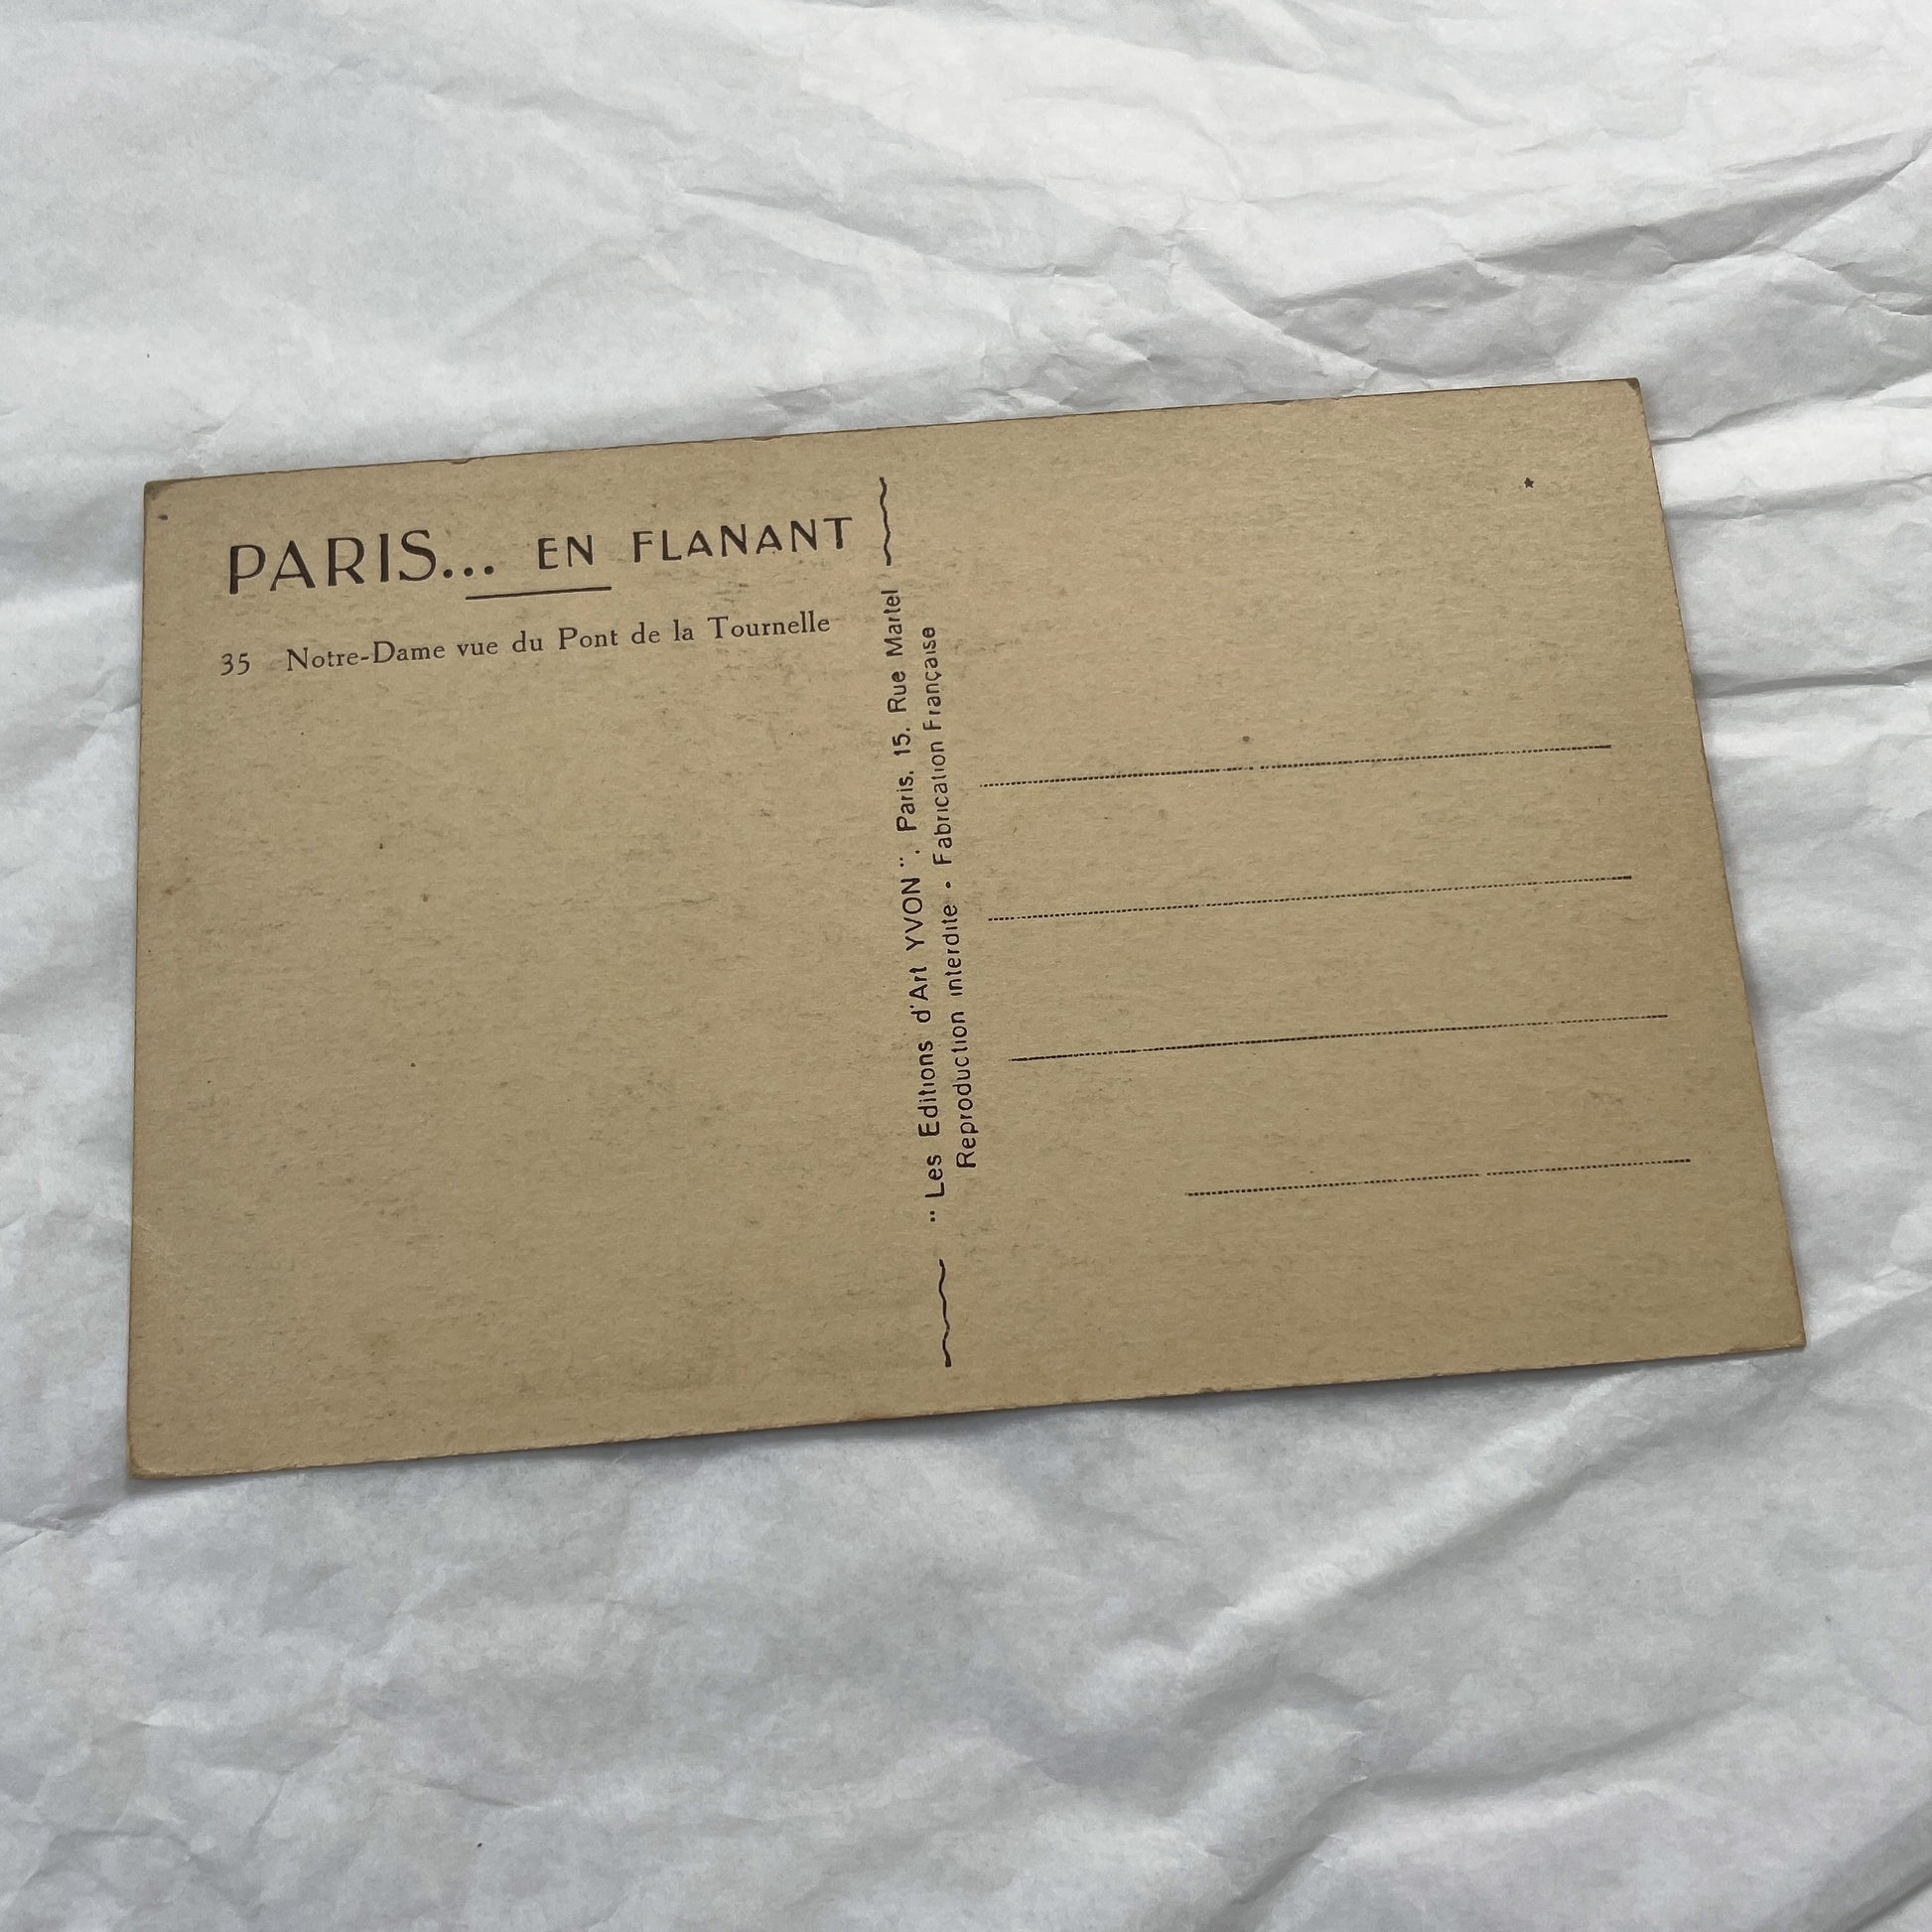 PARIS... EN FLANANT
35 Notre-Dame vue du Pont de la Tournelle
" Les Editions d'Art YVON ". Paris. 15. Rue Martel
Reproduction interdite - Fabrication Française